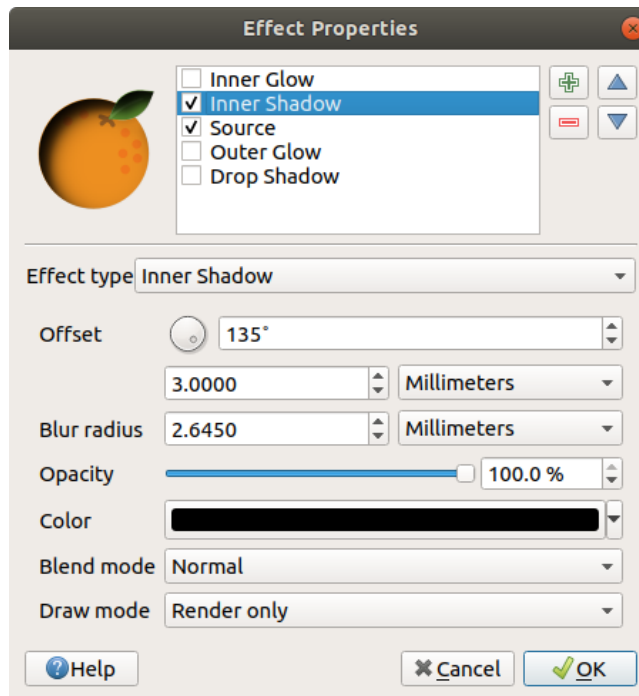 Effect Properties
Inner Glow
Inner Shadow
Source
Outer Glow
Drop Shadow
Effect type Inner Shadow
Offset 135°
3.0000 Millimeters
Blur radius 2.6450 Millimeters
Opacity 100.0 %
Color
Blend mode Normal
Draw mode Render only
Help Cancel OK